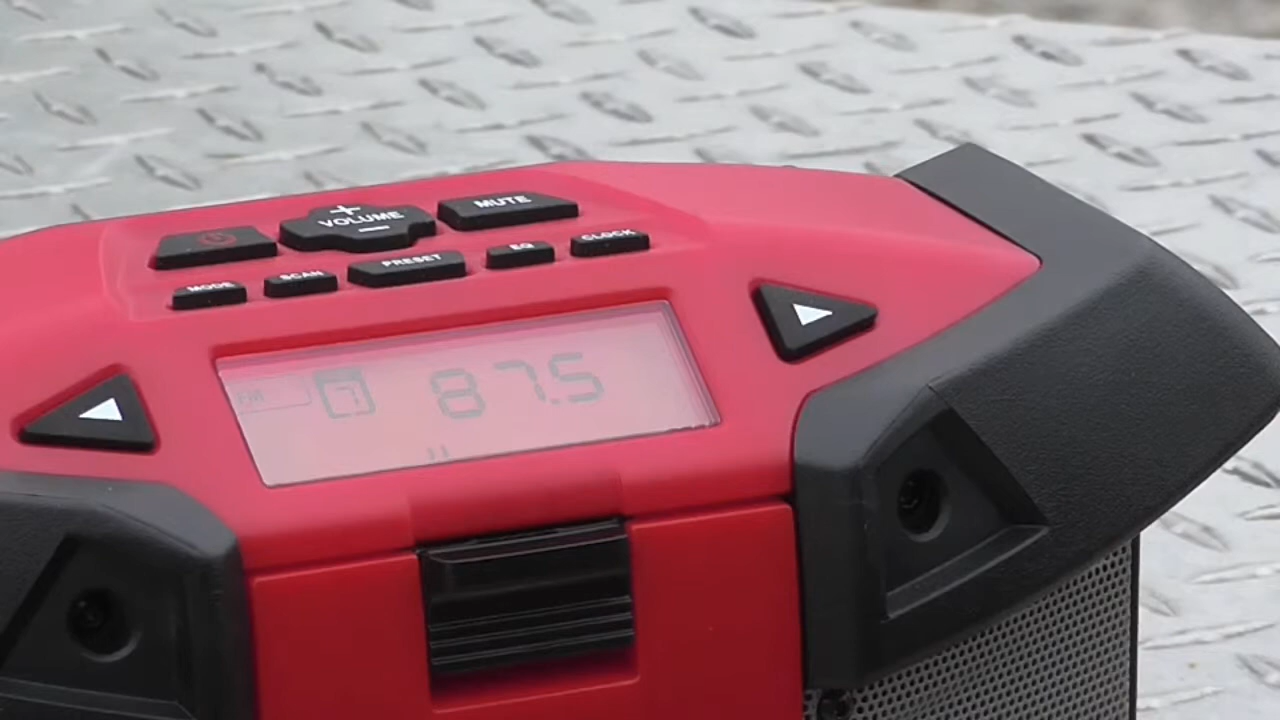 +
VOLUME
−
MUTE
MODE
SCAN
PRESET
EQ
CLOCK
FM
87.5